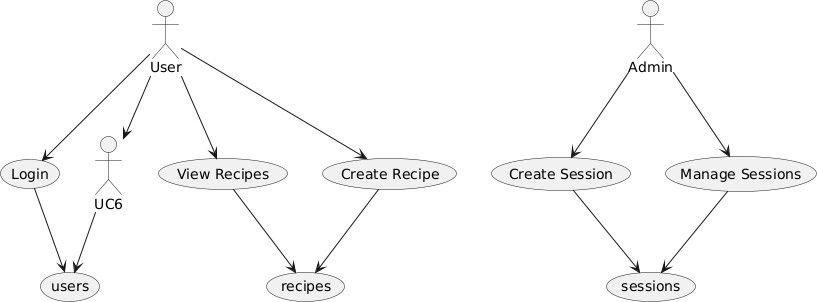 User
Admin
Login
View Recipes
Create Recipe
Create Session
Manage Sessions
UC6
users
recipes
sessions